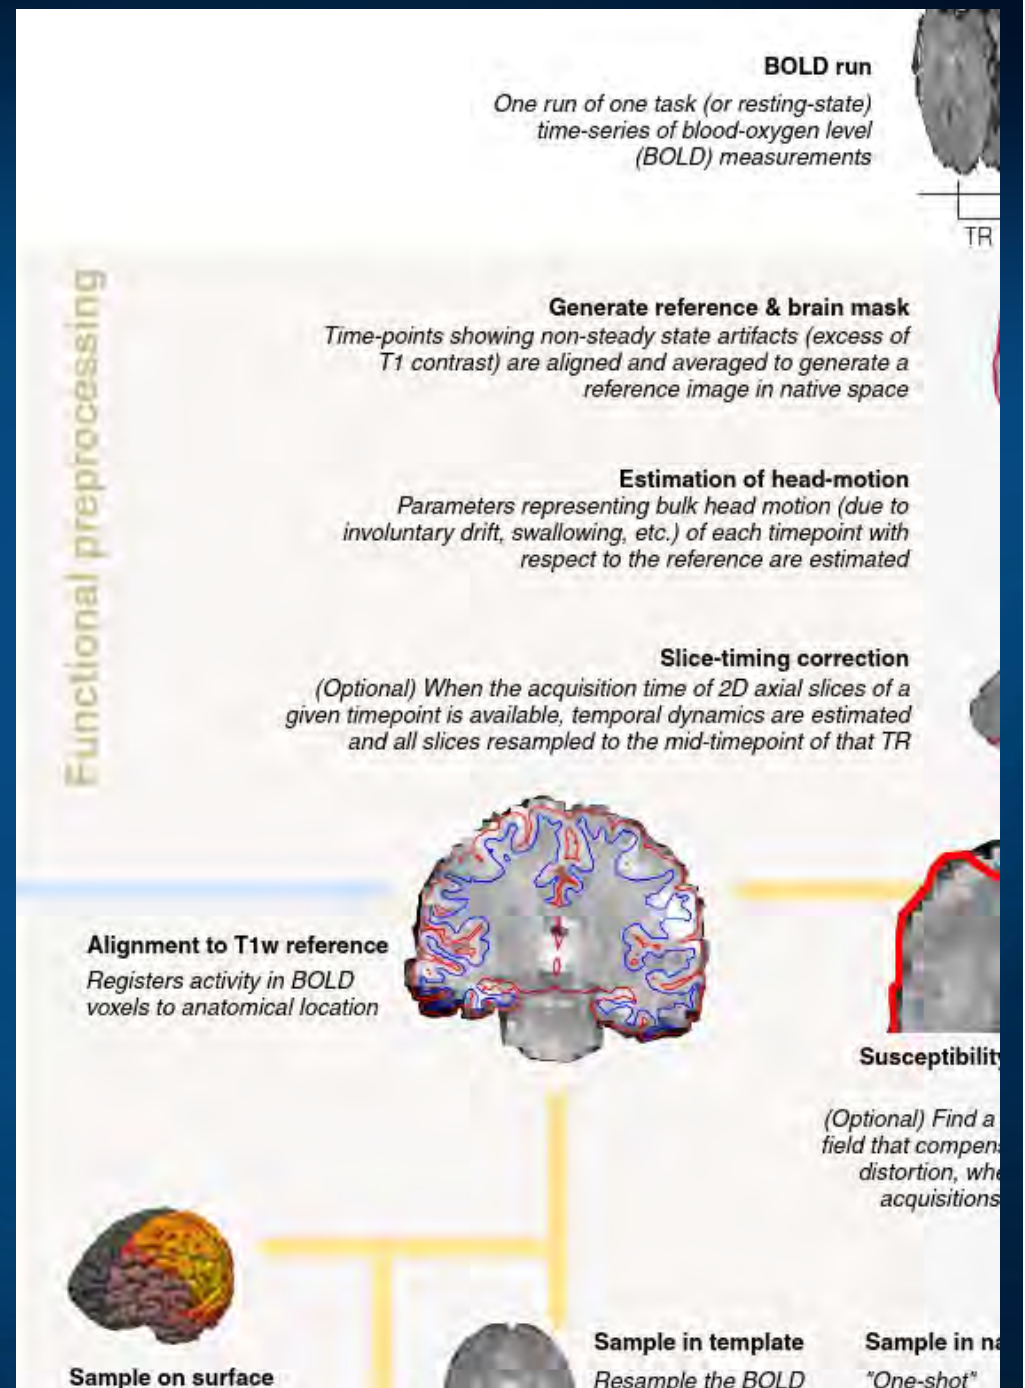 BOLD run
One run of one task (or resting-state)
time-series of blood-oxygen level
(BOLD) measurements
TR
Functional preprocessing
Generate reference & brain mask
Time-points showing non-steady state artifacts (excess of
T1 contrast) are aligned and averaged to generate a
reference image in native space
Estimation of head-motion
Parameters representing bulk head motion (due to
involuntary drift, swallowing, etc.) of each timepoint with
respect to the reference are estimated
Slice-timing correction
(Optional) When the acquisition time of 2D axial slices of a
given timepoint is available, temporal dynamics are estimated
and all slices resampled to the mid-timepoint of that TR
Alignment to T1w reference
Registers activity in BOLD
voxels to anatomical location
Susceptibility
(Optional) Find a
field that compens
distortion, whe
acquisitions
Sample on surface
Sample in template
Resample the BOLD
Sample in na
"One-shot"